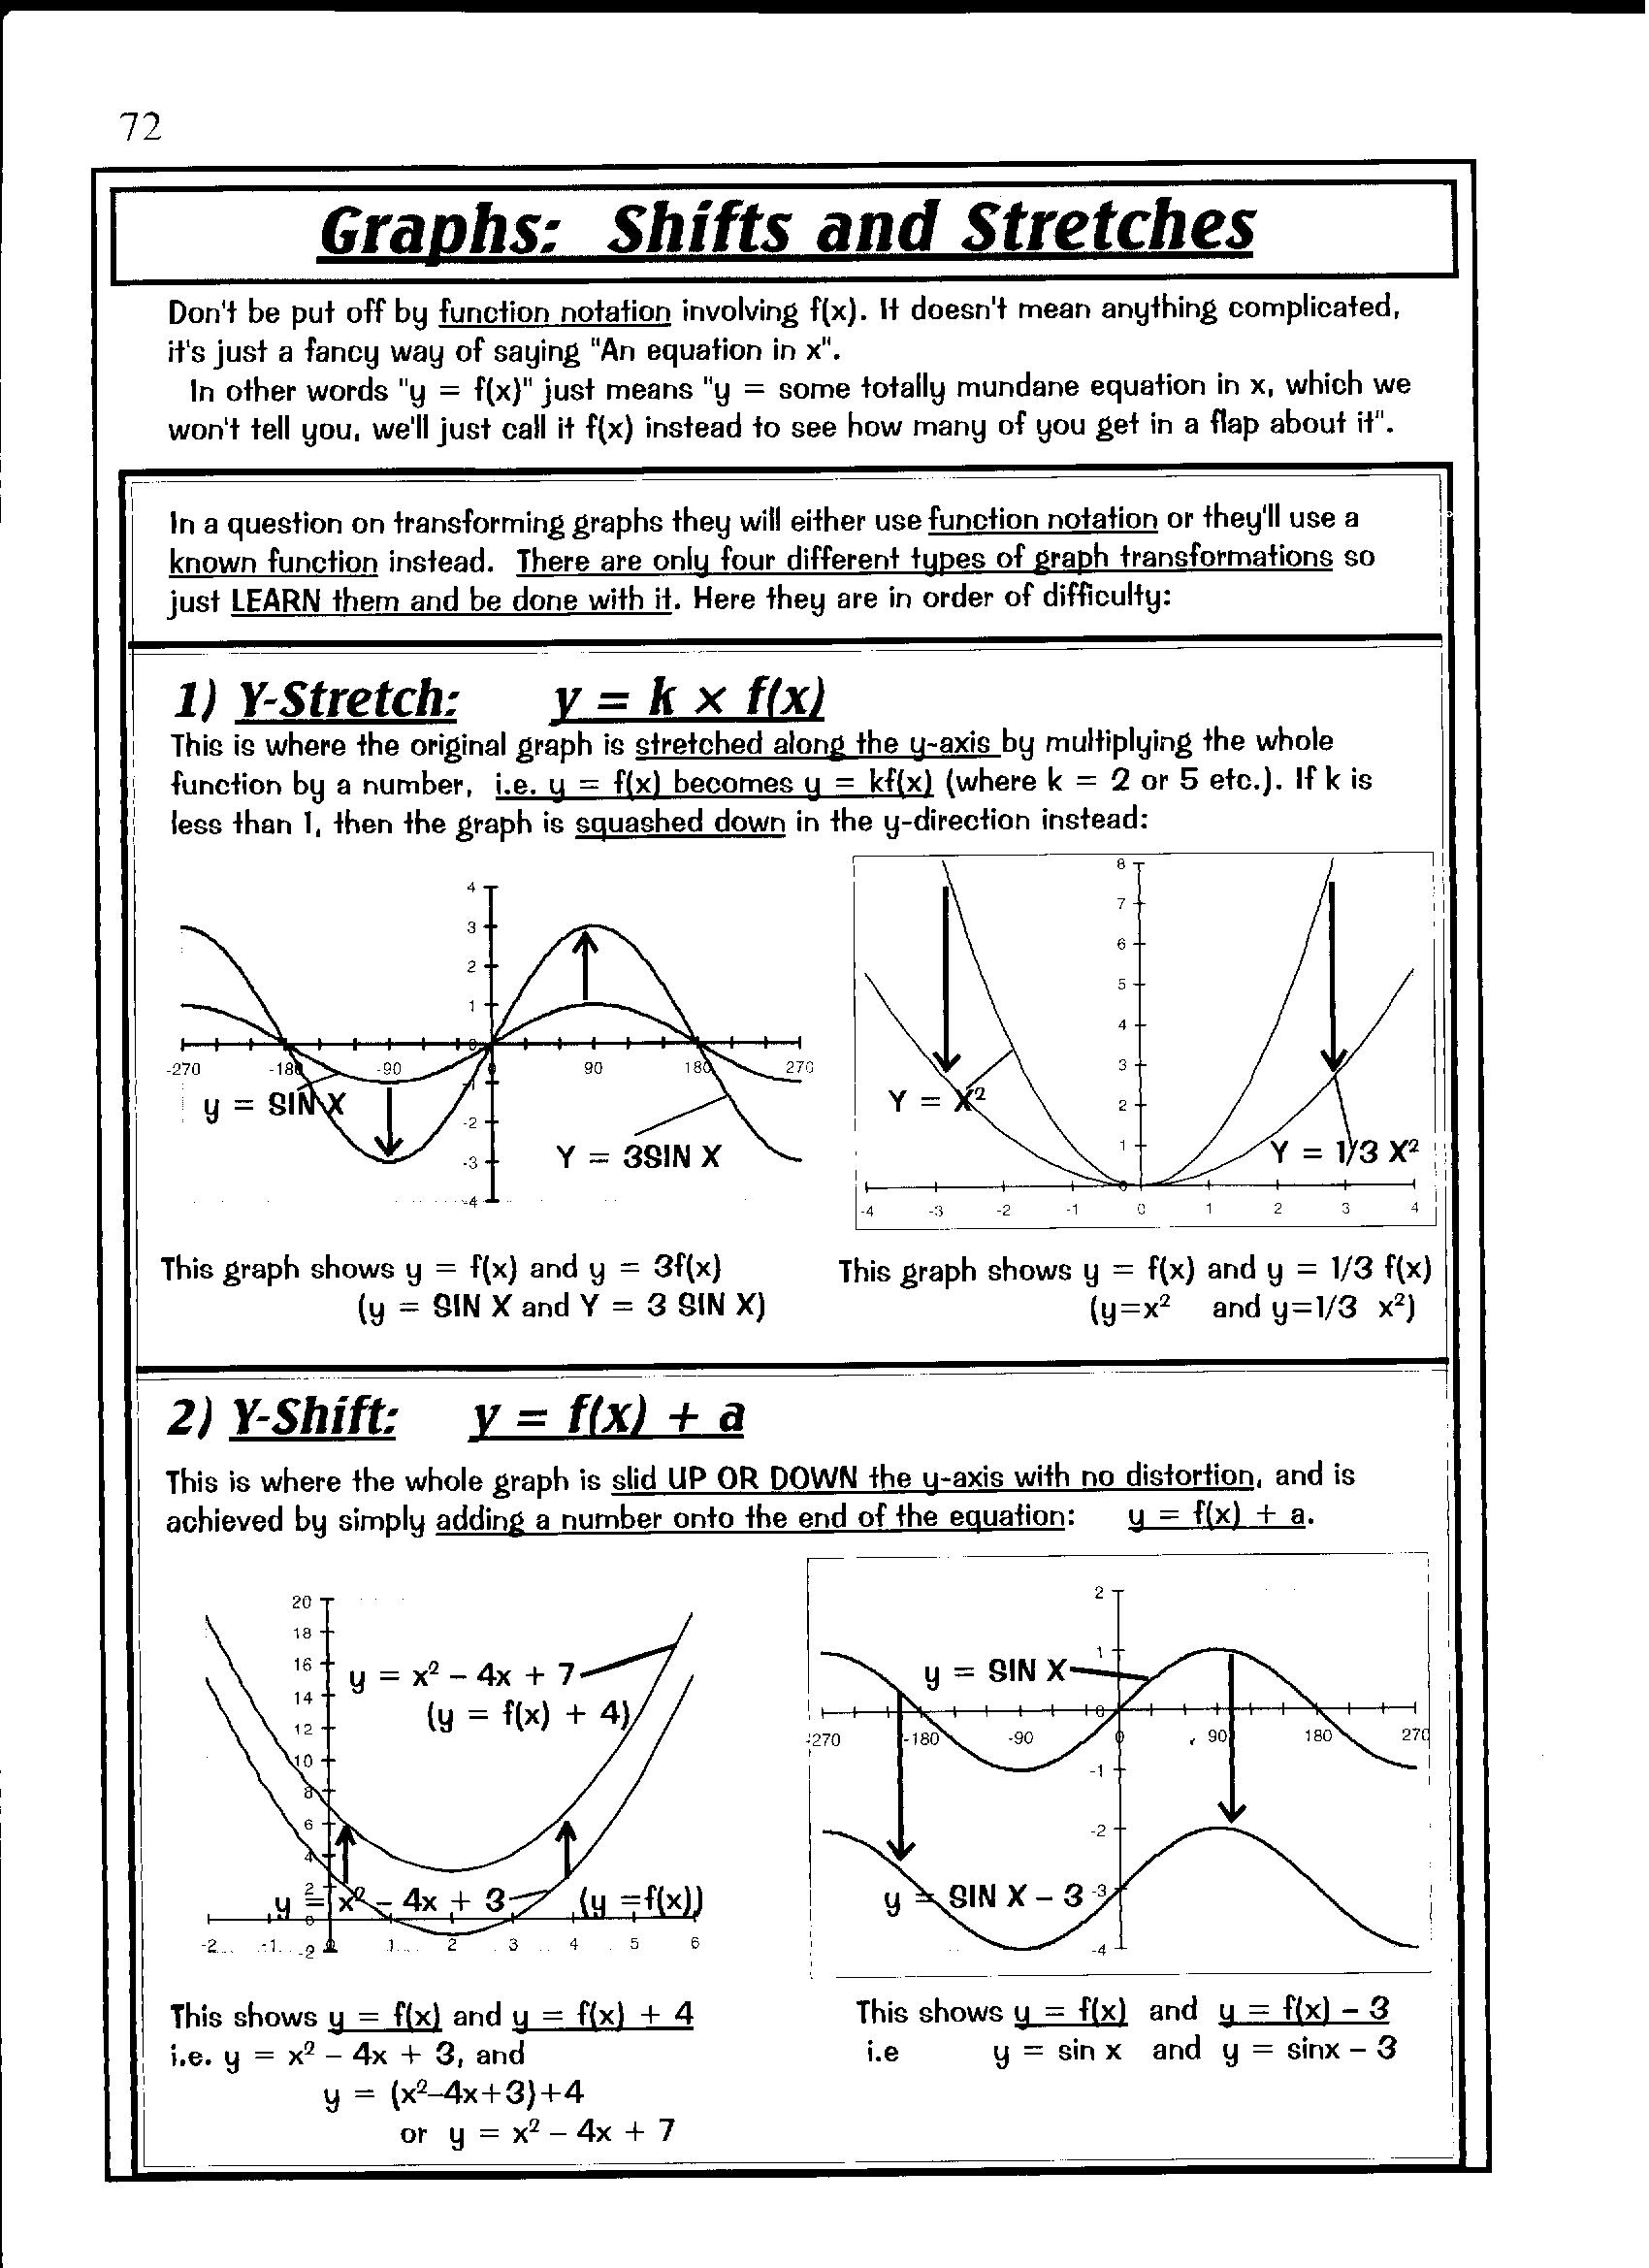 72
Graphs: Shifts and Stretches
Don't be put off by function notation involving f(x). It doesn't mean anything complicated,
it's just a fancy way of saying "An equation in x".
In other words "y = f(x)" just means "y = some totally mundane equation in x, which we
won't tell you, we'll just call it f(x) instead to see how many of you get in a flap about it".
In a question on transforming graphs they will either use function notation or they'll use a
known function instead. There are only four different types of graph transformations so
just LEARN them and be done with it. Here they are in order of difficulty:
1) Y-Stretch: y = k × f(x)
This is where the original graph is stretched along the y-axis by multiplying the whole
function by a number, i.e. y = f(x) becomes y = kf(x) (where k = 2 or 5 etc.). If k is
less than 1, then the graph is squashed down in the y-direction instead:
4
3
2
1
0
-270 -180 -90 0 90 180 270
-1
-2
-3
-4
y = SIN X
Y = 3SIN X
8
7
6
5
4
3
2
1
0
-4 -3 -2 -1 0 1 2 3 4
Y = X²
Y = 1/3 X²
This graph shows y = f(x) and y = 3f(x)
(y = SIN X and Y = 3 SIN X)
This graph shows y = f(x) and y = 1/3 f(x)
(y=x² and y=1/3 x²)
2) Y-Shift: y = f(x) + a
This is where the whole graph is slid UP OR DOWN the y-axis with no distortion, and is
achieved by simply adding a number onto the end of the equation: y = f(x) + a.
20
18
16
14
12
10
8
6
4
2
0
-2
-2 -1 0 1 2 3 4 5 6
y = x² – 4x + 7
(y = f(x) + 4)
y = x² – 4x + 3 (y =f(x))
2
1
0
-270 -180 -90 0 90 180 270
-1
-2
-3
-4
y = SIN X
y = SIN X – 3
This shows y = f(x) and y = f(x) + 4
i.e. y = x² – 4x + 3, and
y = (x²–4x+3)+4
or y = x² – 4x + 7
This shows y = f(x) and y = f(x) – 3
i.e y = sin x and y = sinx – 3